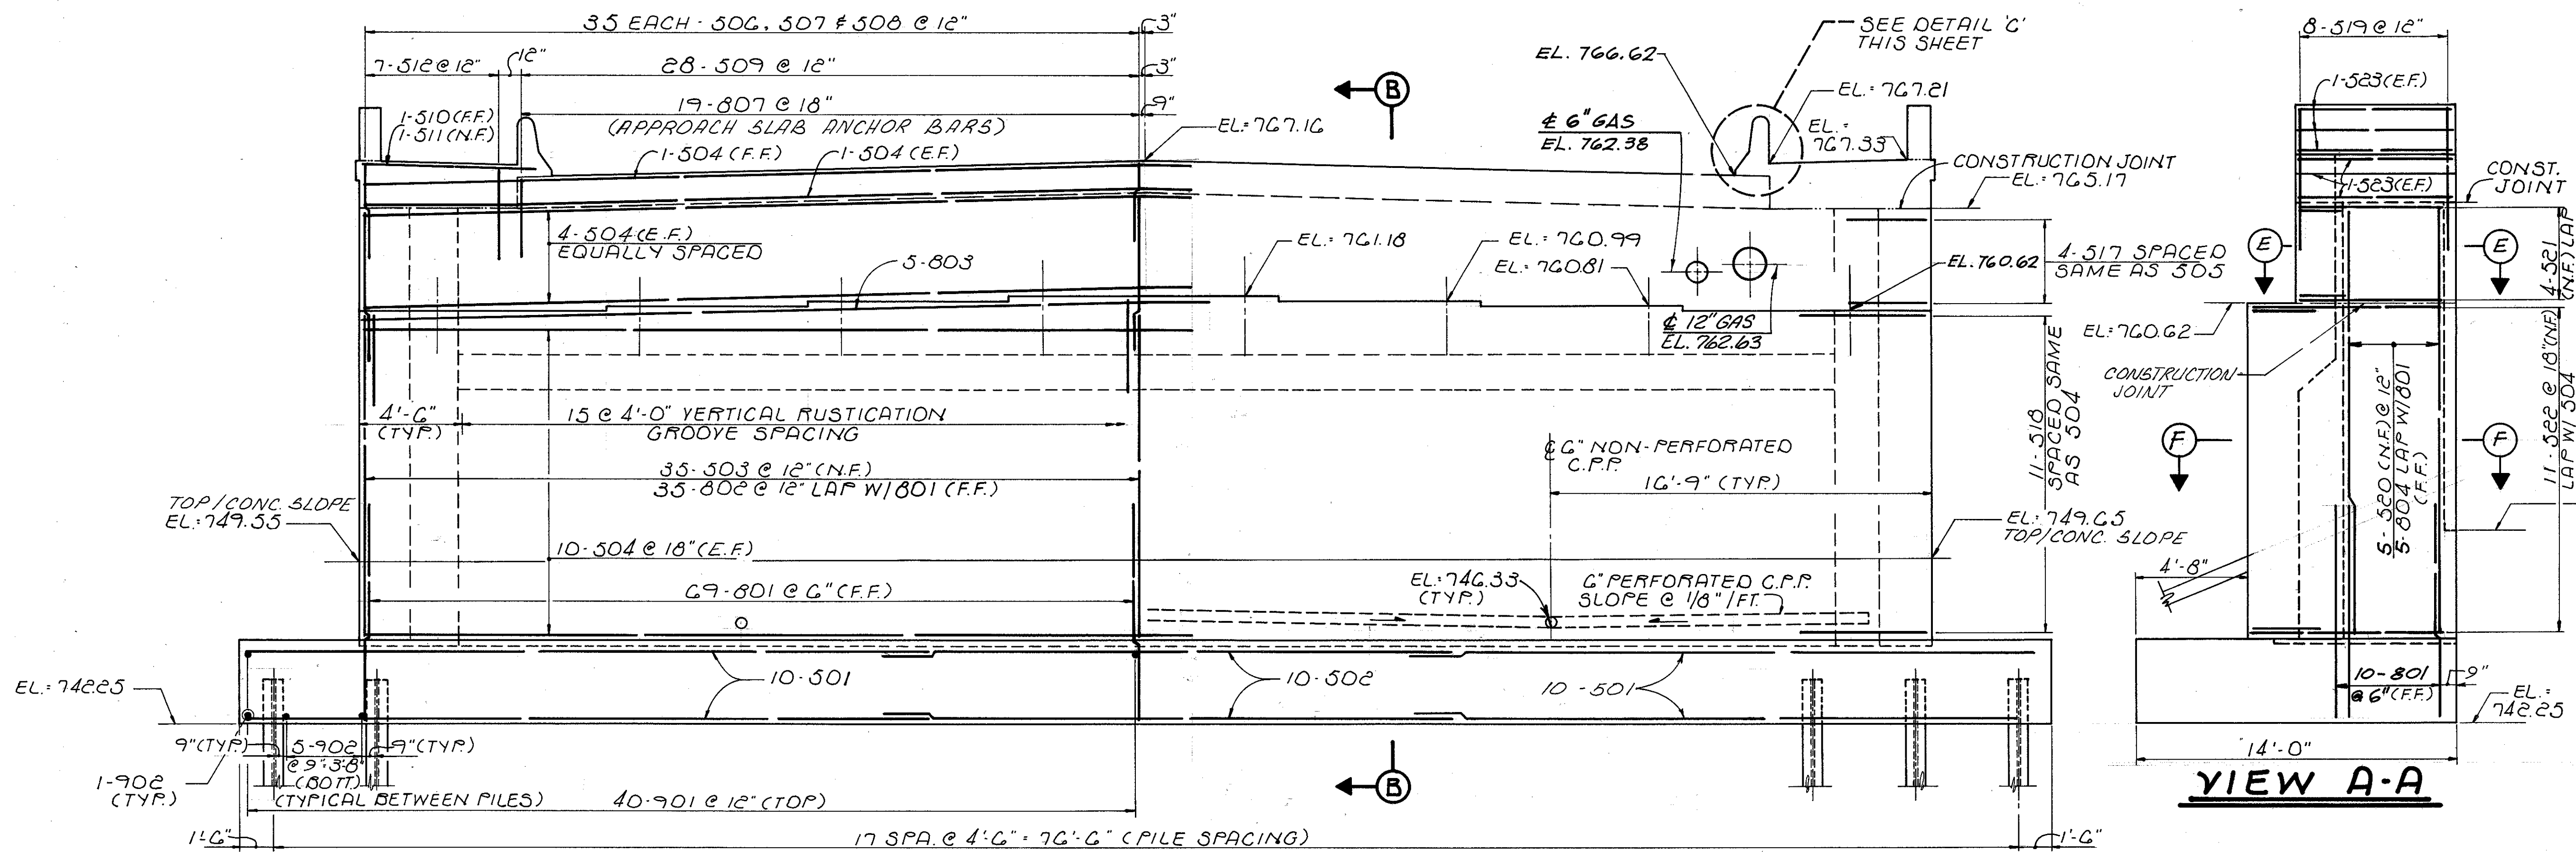 35 EACH - 506, 507 & 508 @ 12"
3"
7-512 @ 12"
12"
28-509 @ 12"
3"
19-807 @ 18"
(APPROACH SLAB ANCHOR BARS)
9"
1-510 (F.F.)
1-511 (N.F.)
1-504 (F.F.)
1-504 (E.F.)
EL.=767.16
B
EL. 766.62
SEE DETAIL 'C'
THIS SHEET
EL.=767.21
℄ 6" GAS
EL. 762.38
EL.=
767.33
CONSTRUCTION JOINT
EL.=765.17
4-504 (E.F.)
EQUALLY SPACED
5-803
EL.=761.18
EL.=760.99
EL.=760.81
EL.760.62
4-517 SPACED
SAME AS 505
℄ 12" GAS
EL. 762.63
4'-6"
(TYP.)
15 @ 4'-0" VERTICAL RUSTICATION
GROOVE SPACING
35-503 @ 12" (N.F.)
35-802 @ 12" LAP W/801 (F.F.)
℄ 6" NON-PERFORATED
C.P.P.
16'-9" (TYP.)
11-518
SPACED SAME
AS 504
TOP/CONC. SLOPE
EL.=749.55
EL.=749.65
TOP/CONC. SLOPE
10-504 @ 18" (E.F.)
69-801 @ 6" (F.F.)
EL.=746.33
(TYP.)
6" PERFORATED C.P.P.
SLOPE @ 1/8"/FT.
10-501
10-502
10-501
EL.=742.25
9" (TYP.)
5-902
@ 9"=3'-8"
(BOTT.)
9" (TYP.)
1-902
(TYP.)
(TYPICAL BETWEEN PILES)
40-901 @ 12" (TOP)
B
1'-6"
17 SPA. @ 4'-6" = 76'-6" (PILE SPACING)
1'-6"
8-519 @ 12"
1-523 (E.F.)
1-523 (E.F.)
CONST.
JOINT
E
E
4-521
(N.F.) LAP
EL.=760.62
CONSTRUCTION
JOINT
F
F
5-520 (N.F.) @ 12"
5-804 LAP W/801
(F.F.)
11-522 @ 18" (N.F.)
LAP W/ 504
4'-8"
10-801
@ 6" (F.F.)
9"
EL.=
742.25
14'-0"
VIEW A-A